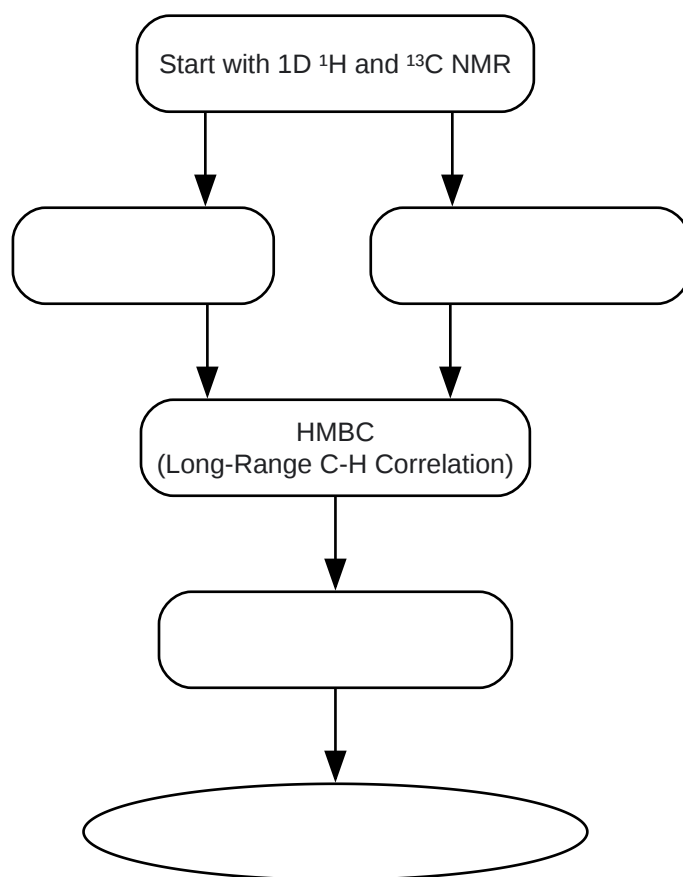 Start with 1D ¹H and ¹³C NMR
HMBC
(Long-Range C-H Correlation)